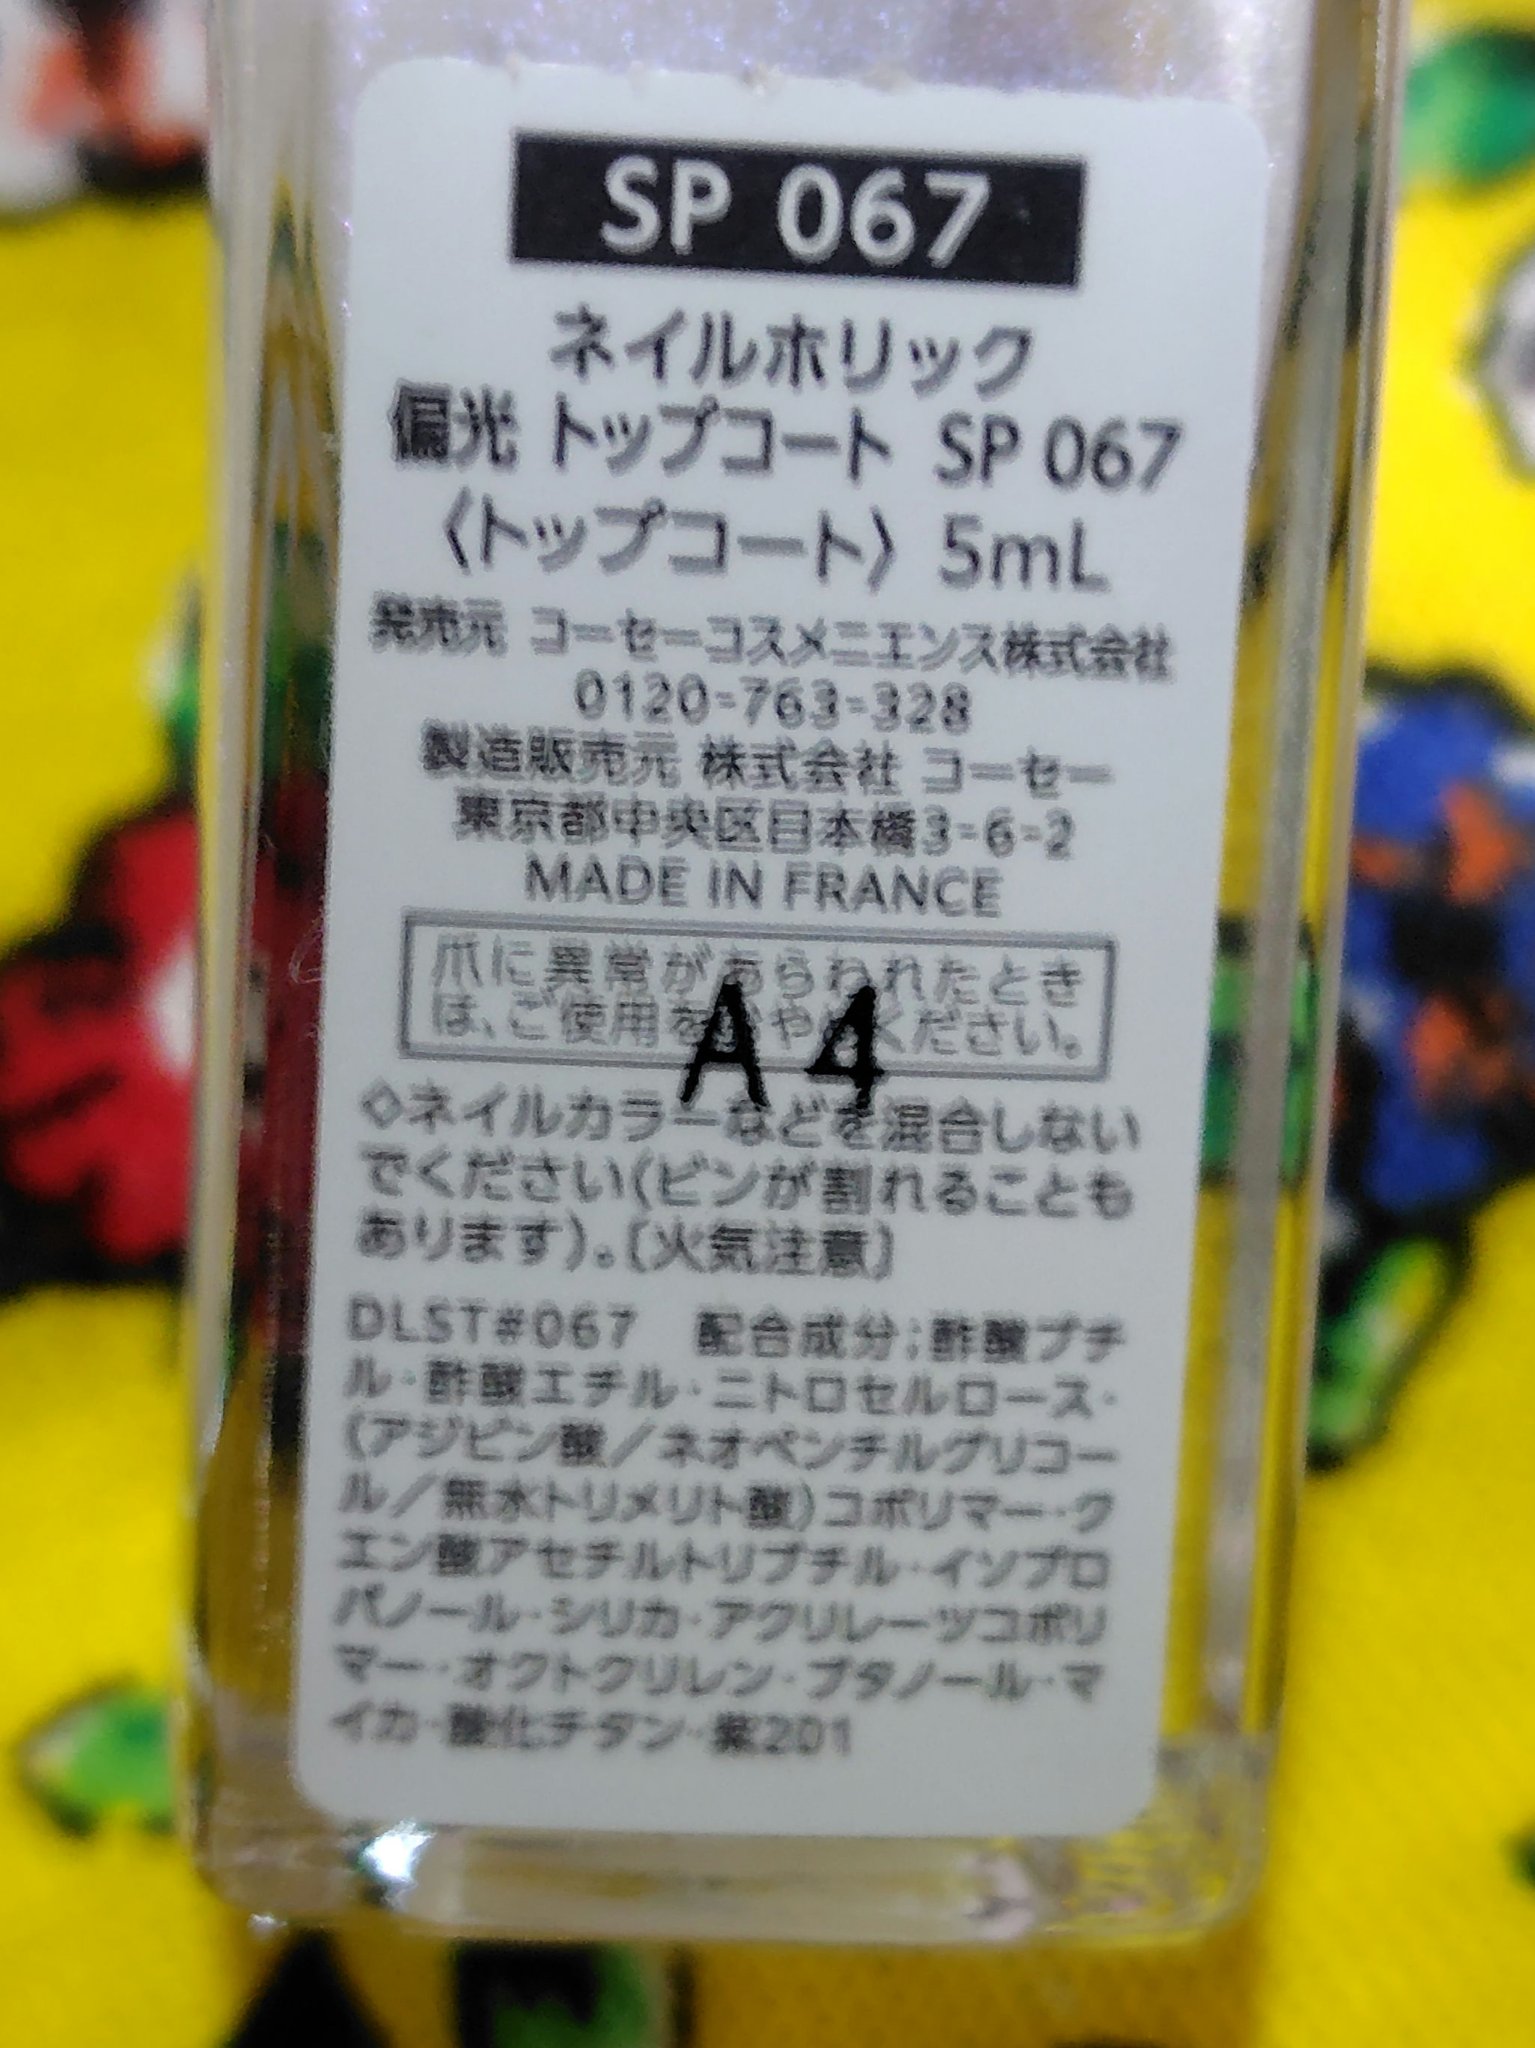 SP 067
ネイルホリック
偏光 トップコート SP 067
〈トップコート〉 5mL
発売元 コーセーコスメニエンス株式会社
0120-763-328
製造販売元 株式会社 コーセー
東京都中央区日本橋3-6-2
MADE IN FRANCE
爪に異常があらわれたとき
は、ご使用をおやめください。
A4
◇ネイルカラーなどを混合しない
でください(ビンが割れることも
あります)。〔火気注意〕
DLST#067 配合成分;酢酸ブチ
ル・酢酸エチル・ニトロセルロース・
(アジピン酸/ネオペンチルグリコー
ル/無水トリメリト酸)コポリマー・ク
エン酸アセチルトリブチル・イソプロ
パノール・シリカ・アクリレーツコポリ
マー・オクトクリレン・ブタノール・マ
イカ・酸化チタン・紫201